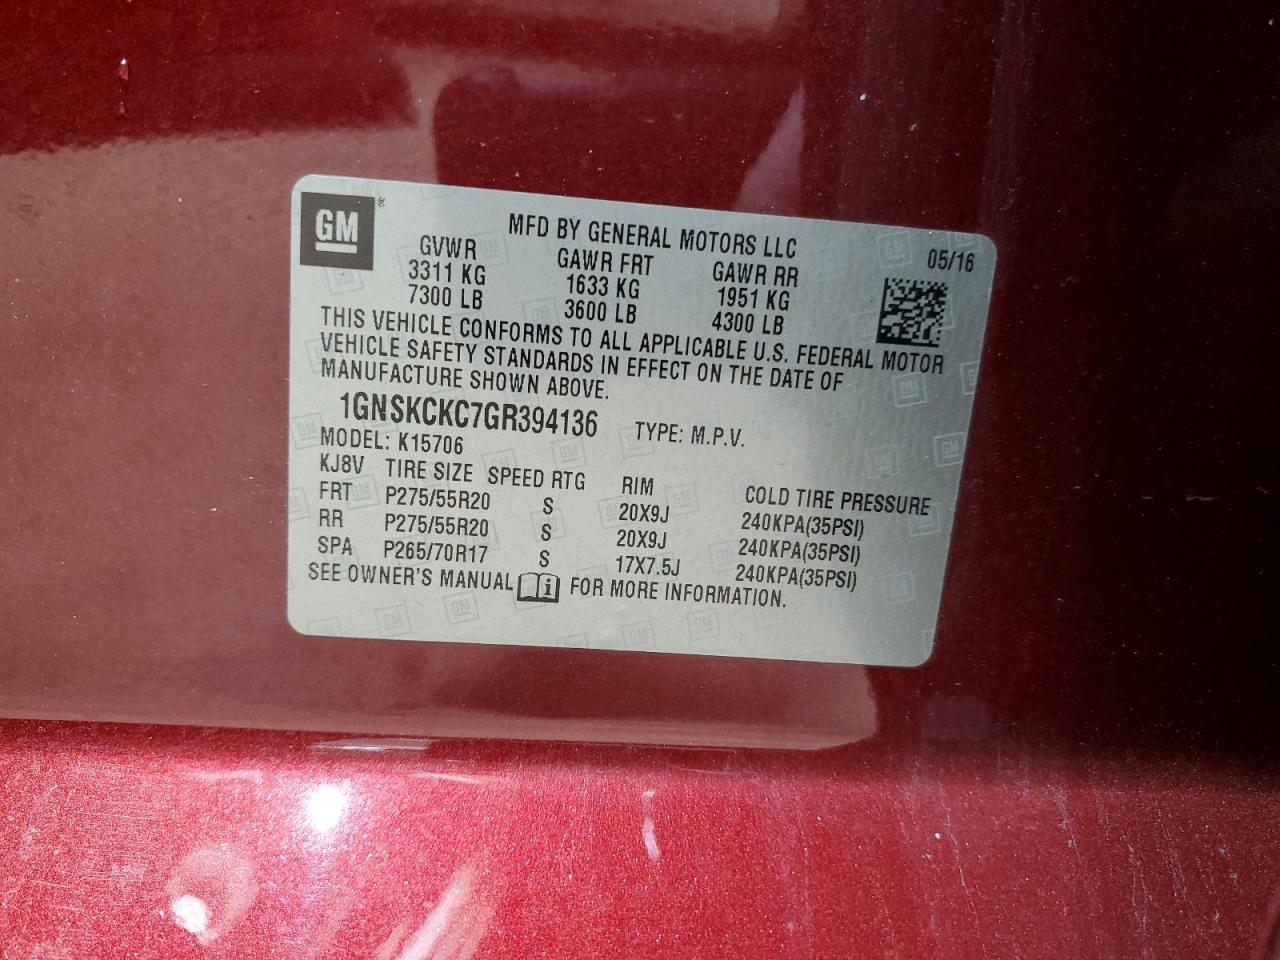 GM ®
MFD BY GENERAL MOTORS LLC 05/16
GVWR GAWR FRT GAWR RR
3311 KG 1633 KG 1951 KG
7300 LB 3600 LB 4300 LB
THIS VEHICLE CONFORMS TO ALL APPLICABLE U.S. FEDERAL MOTOR
VEHICLE SAFETY STANDARDS IN EFFECT ON THE DATE OF
MANUFACTURE SHOWN ABOVE.
1GNSKCKC7GR394136 TYPE: M.P.V.
MODEL: K15706
KJ8V TIRE SIZE SPEED RTG RIM COLD TIRE PRESSURE
FRT P275/55R20 S 20X9J 240KPA(35PSI)
RR P275/55R20 S 20X9J 240KPA(35PSI)
SPA P265/70R17 S 17X7.5J 240KPA(35PSI)
SEE OWNER'S MANUAL i FOR MORE INFORMATION.